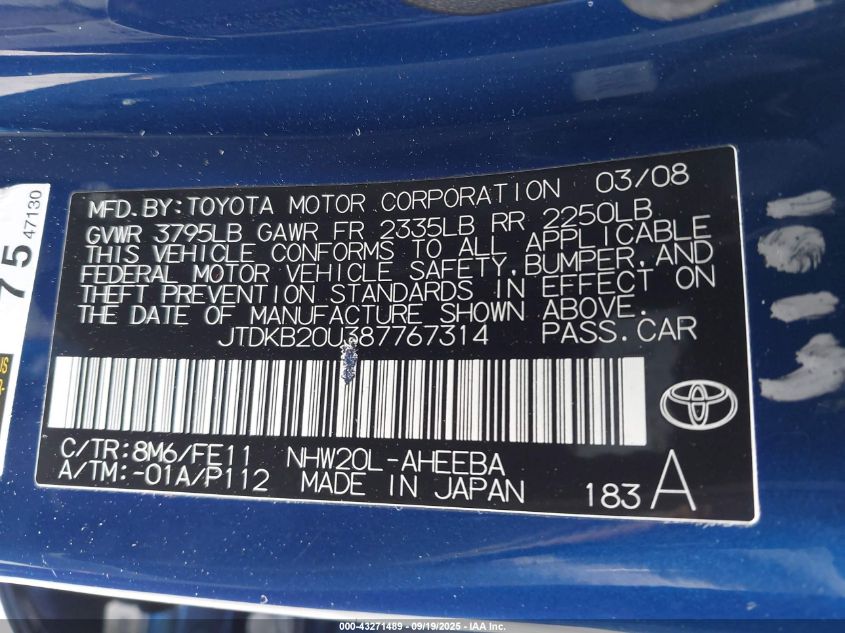 75
47130
MFD.BY:TOYOTA MOTOR CORPORATION 03/08
GVWR 3795LB GAWR FR 2335LB RR 2250LB
THIS VEHICLE CONFORMS TO ALL APPLICABLE
FEDERAL MOTOR VEHICLE SAFETY, BUMPER, AND
THEFT PREVENTION STANDARDS IN EFFECT ON
THE DATE OF MANUFACTURE SHOWN ABOVE.
JTDKB20U387767314 PASS.CAR
C/TR:8M6/FE11 NHW20L-AHEEBA
A/TM:-01A/P112 MADE IN JAPAN 183 A
000-43271489 - 09/19/2025 - IAA Inc.